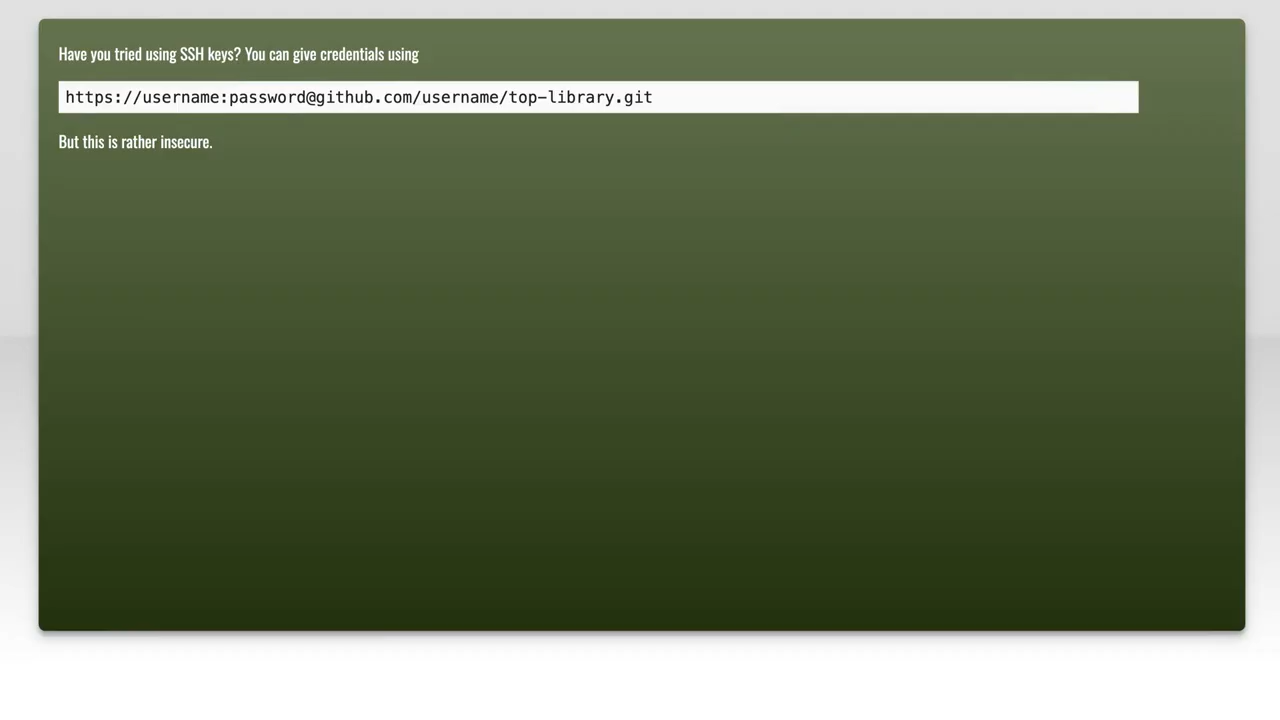 Have you tried using SSH keys? You can give credentials using
https://username:password@github.com/username/top-library.git
But this is rather insecure.